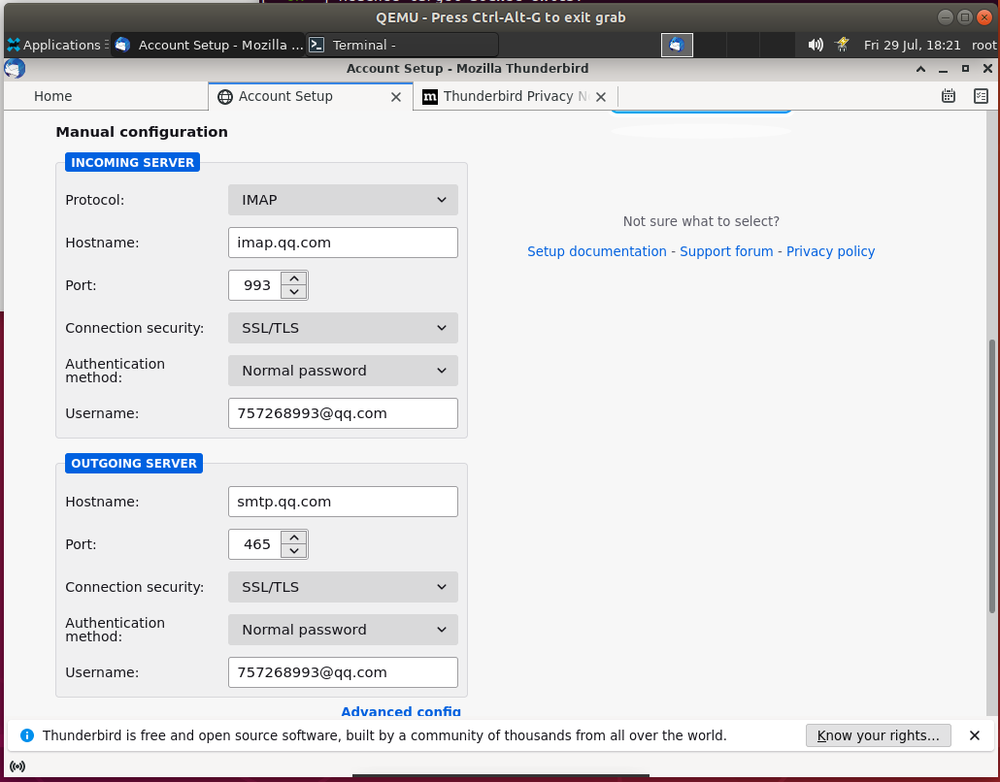 QEMU - Press Ctrl-Alt-G to exit grab
Applications
Account Setup - Mozilla ...
Terminal -
Fri 29 Jul, 18:21 root
Account Setup - Mozilla Thunderbird
Home
Account Setup
Thunderbird Privacy N
Manual configuration
INCOMING SERVER
Protocol: IMAP
Hostname: imap.qq.com
Port: 993
Connection security: SSL/TLS
Authentication
method: Normal password
Username: 757268993@qq.com
OUTGOING SERVER
Hostname: smtp.qq.com
Port: 465
Connection security: SSL/TLS
Authentication
method: Normal password
Username: 757268993@qq.com
Advanced config
Not sure what to select?
Setup documentation - Support forum - Privacy policy
Thunderbird is free and open source software, built by a community of thousands from all over the world.
Know your rights...